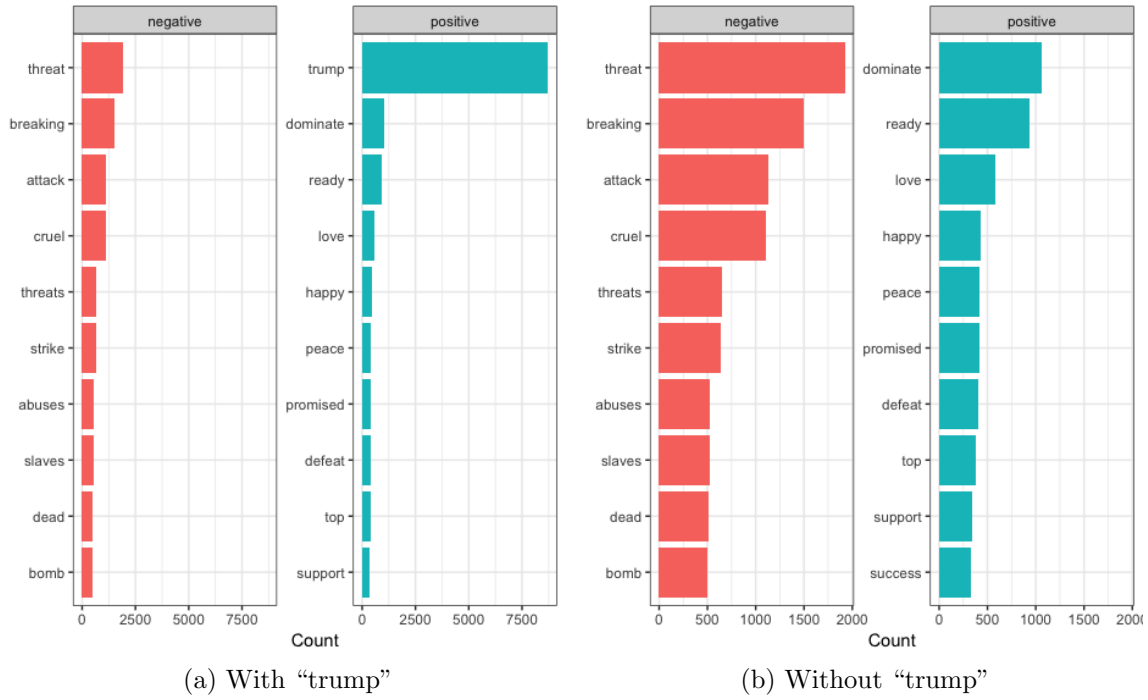 negative
threat
breaking
attack
cruel
threats
strike
abuses
slaves
dead
bomb
0 2500 5000 7500
positive
trump
dominate
ready
love
happy
peace
promised
defeat
top
support
0 2500 5000 7500
Count
(a) With “trump”
negative
threat
breaking
attack
cruel
threats
strike
abuses
slaves
dead
bomb
0 500 1000 1500 2000
positive
dominate
ready
love
happy
peace
promised
defeat
top
support
success
0 500 1000 1500 200
Count
(b) Without “trump”